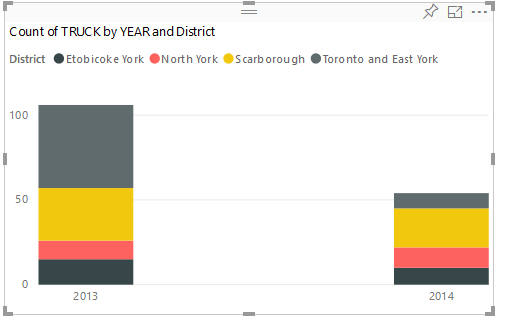 Count of TRUCK by YEAR and District
District Etobicoke York North York Scarborough Toronto and East York
100
50
0
2013 2014